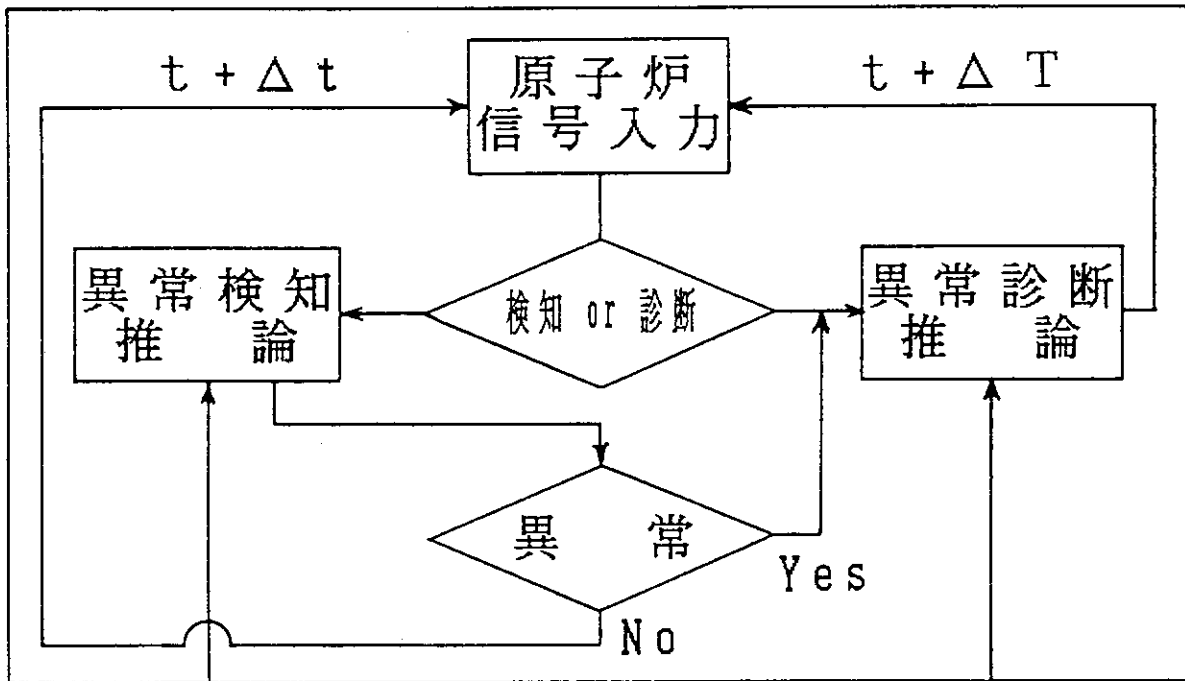 t + Δ t
原子炉
信号入力
t + Δ T
異常検知
推論
検知 or 診断
異常診断
推論
異常
Yes
No